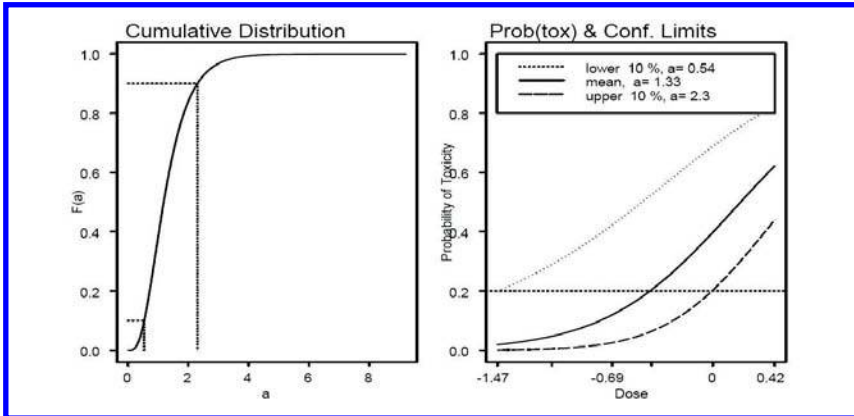 Cumulative Distribution
F(a)
1.0
0.8
0.6
0.4
0.2
0.0
0 2 4 6 8
a
Prob(tox) & Conf. Limits
lower 10 %, a= 0.54
mean, a= 1.33
upper 10 %, a= 2.3
Probability of Toxicity
1.0
0.8
0.6
0.4
0.2
0.0
-1.47 -0.69 0 0.42
Dose